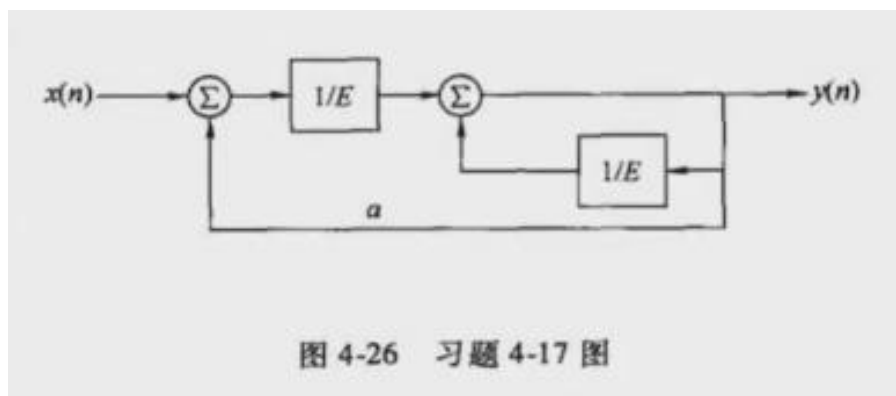 x(n)
Σ
1/E
Σ
y(n)
1/E
a
图 4-26 习题 4-17 图